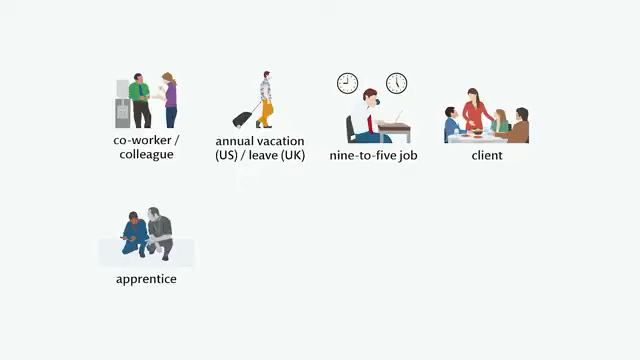 co-worker /
colleague
annual vacation
(US) / leave (UK)
nine-to-five job
client
apprentice